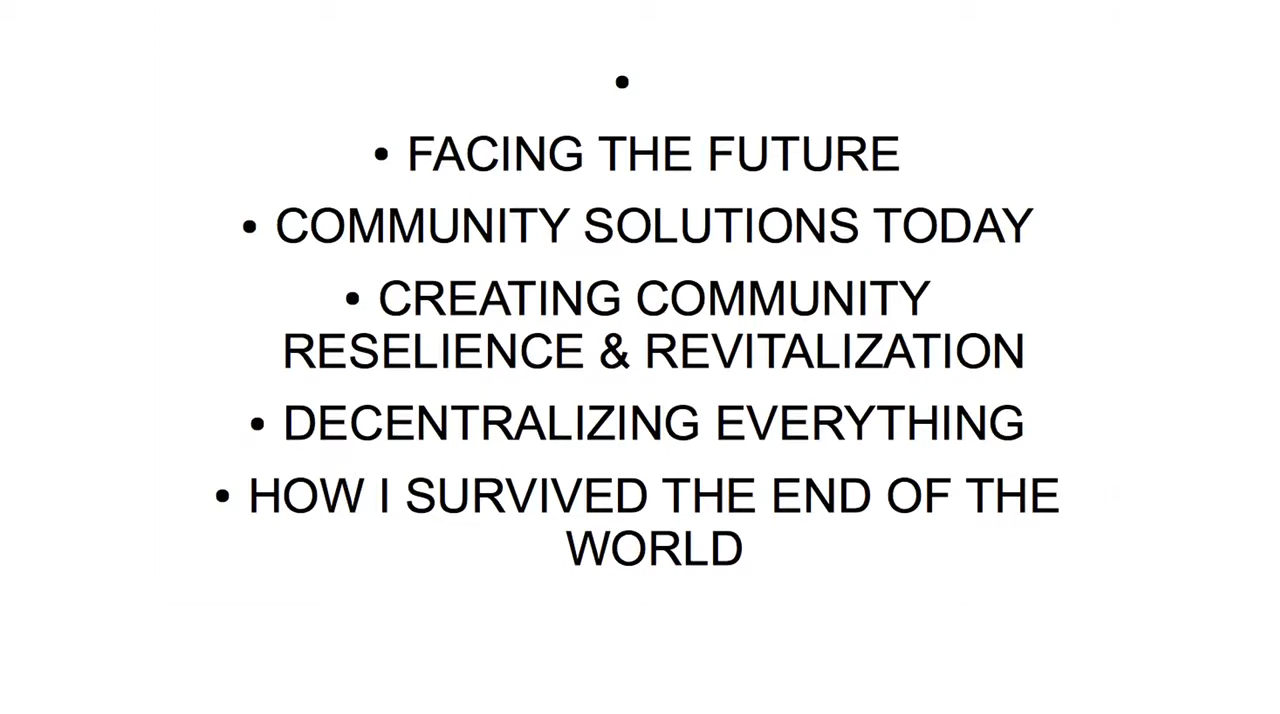 •
• FACING THE FUTURE
• COMMUNITY SOLUTIONS TODAY
• CREATING COMMUNITY
RESELIENCE & REVITALIZATION
• DECENTRALIZING EVERYTHING
• HOW I SURVIVED THE END OF THE
WORLD